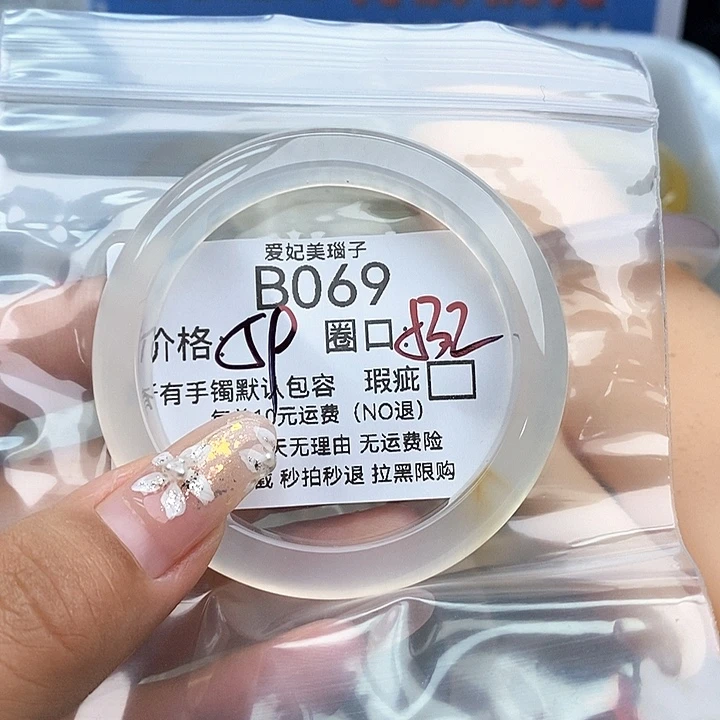 爱妃美瑙子
B069
价格: 圈口:
有手镯默认包容 瑕疵
10元运费（NO退）
天无理由 无运费险
秒拍秒退 拉黑限购